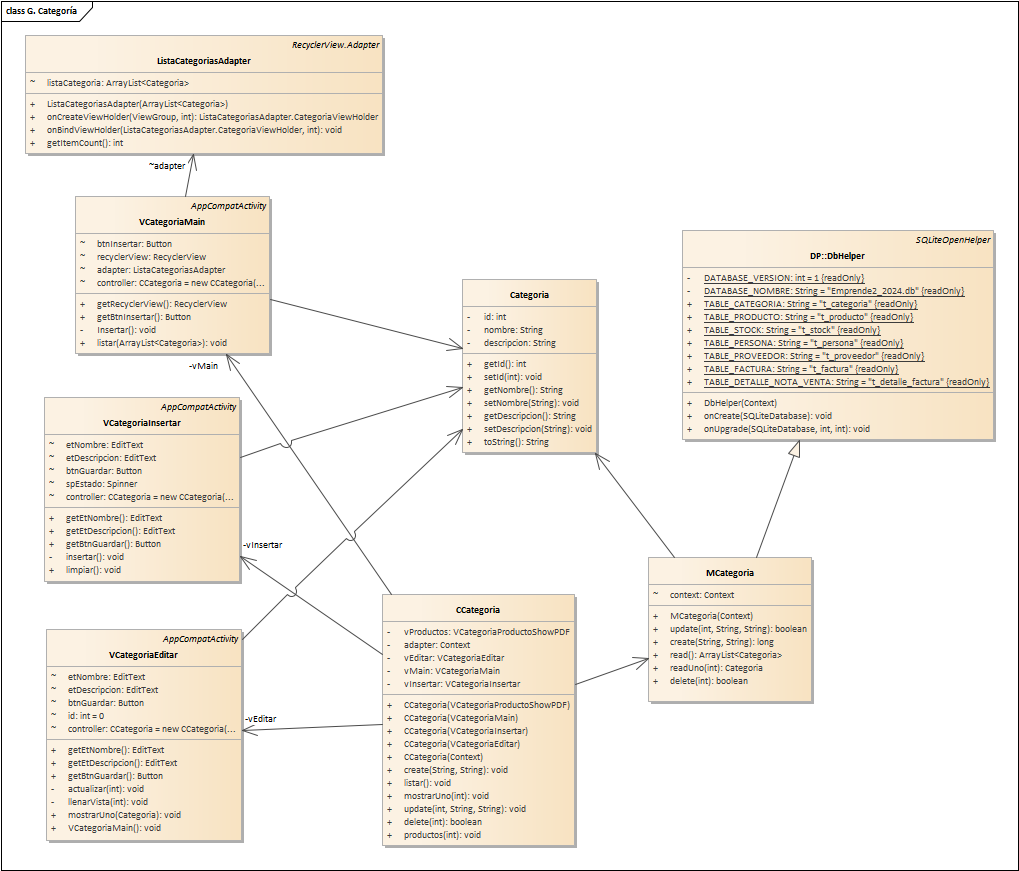 class G. Categoría
RecyclerView.Adapter
ListaCategoriasAdapter
~ listaCategoria: ArrayList<Categoria>
+ ListaCategoriasAdapter(ArrayList<Categoria>)
+ onCreateViewHolder(ViewGroup, int): ListaCategoriasAdapter.CategoriaViewHolder
+ onBindViewHolder(ListaCategoriasAdapter.CategoriaViewHolder, int): void
+ getItemCount(): int
~adapter
AppCompatActivity
VCategoriaMain
~ btnInsertar: Button
~ recyclerView: RecyclerView
~ adapter: ListaCategoriasAdapter
~ controller: CCategoria = new CCategoria(...
+ getRecyclerView(): RecyclerView
+ getBtnInsertar(): Button
- Insertar(): void
+ listar(ArrayList<Categoria>): void
-vMain
AppCompatActivity
VCategoriaInsertar
~ etNombre: EditText
~ etDescripcion: EditText
~ btnGuardar: Button
~ spEstado: Spinner
~ controller: CCategoria = new CCategoria(...
+ getEtNombre(): EditText
+ getEtDescripcion(): EditText
+ getBtnGuardar(): Button
- insertar(): void
+ limpiar(): void
-vInsertar
AppCompatActivity
VCategoriaEditar
~ etNombre: EditText
~ etDescripcion: EditText
~ btnGuardar: Button
~ id: int = 0
~ controller: CCategoria = new CCategoria(...
+ getEtNombre(): EditText
+ getEtDescripcion(): EditText
+ getBtnGuardar(): Button
- actualizar(int): void
- llenarVista(int): void
+ mostrarUno(Categoria): void
+ VCategoriaMain(): void
-vEditar
Categoria
- id: int
- nombre: String
- descripcion: String
+ getId(): int
+ setId(int): void
+ getNombre(): String
+ setNombre(String): void
+ getDescripcion(): String
+ setDescripcion(String): void
+ toString(): String
CCategoria
- vProductos: VCategoriaProductoShowPDF
- adapter: Context
- vEditar: VCategoriaEditar
- vMain: VCategoriaMain
- vInsertar: VCategoriaInsertar
+ CCategoria(VCategoriaProductoShowPDF)
+ CCategoria(VCategoriaMain)
+ CCategoria(VCategoriaInsertar)
+ CCategoria(VCategoriaEditar)
+ CCategoria(Context)
+ create(String, String): void
+ listar(): void
+ mostrarUno(int): void
+ update(int, String, String): void
+ delete(int): boolean
+ productos(int): void
SQLiteOpenHelper
DP::DbHelper
- DATABASE_VERSION: int = 1 {readOnly}
- DATABASE_NOMBRE: String = "Emprende2_2024.db" {readOnly}
+ TABLE_CATEGORIA: String = "t_categoria" {readOnly}
+ TABLE_PRODUCTO: String = "t_producto" {readOnly}
+ TABLE_STOCK: String = "t_stock" {readOnly}
+ TABLE_PERSONA: String = "t_persona" {readOnly}
+ TABLE_PROVEEDOR: String = "t_proveedor" {readOnly}
+ TABLE_FACTURA: String = "t_factura" {readOnly}
+ TABLE_DETALLE_NOTA_VENTA: String = "t_detalle_factura" {readOnly}
+ DbHelper(Context)
+ onCreate(SQLiteDatabase): void
+ onUpgrade(SQLiteDatabase, int, int): void
MCategoria
~ context: Context
+ MCategoria(Context)
+ update(int, String, String): boolean
+ create(String, String): long
+ read(): ArrayList<Categoria>
+ readUno(int): Categoria
+ delete(int): boolean